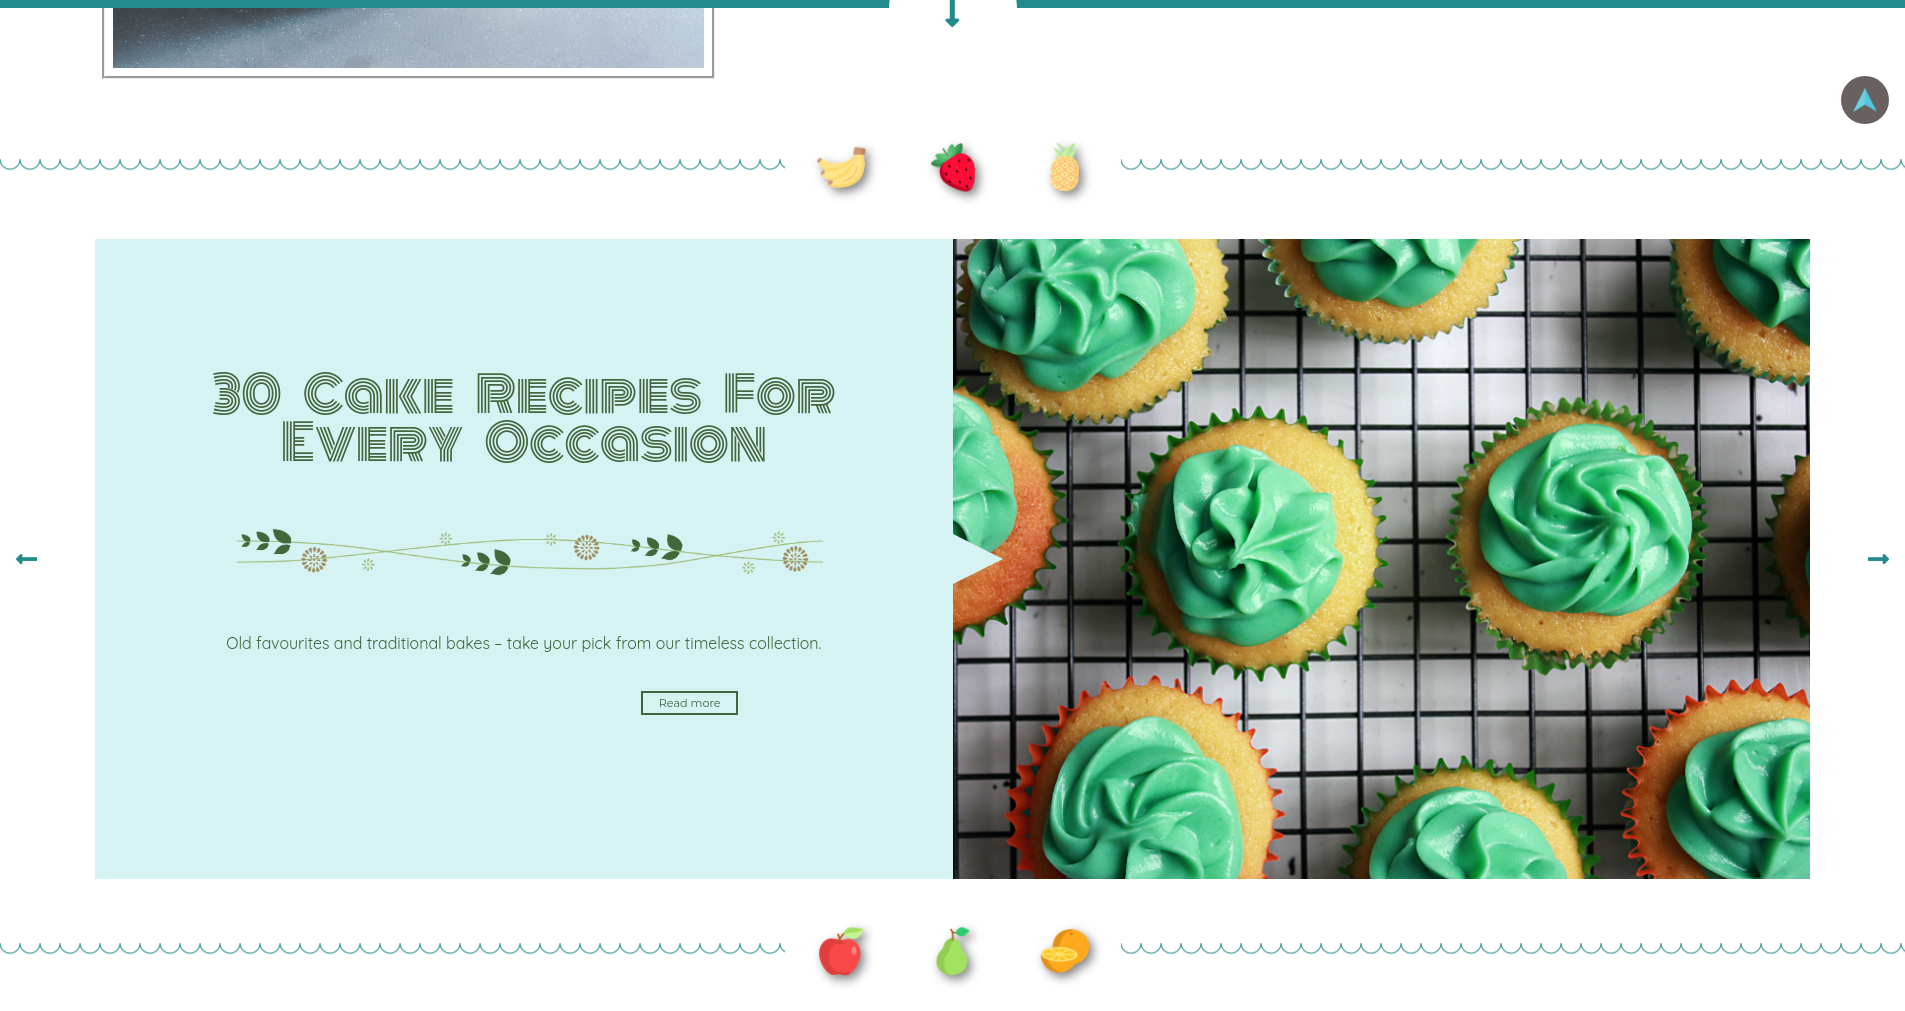 30 Cake Recipes For
Every Occasion
Old favourites and traditional bakes – take your pick from our timeless collection.
Read more